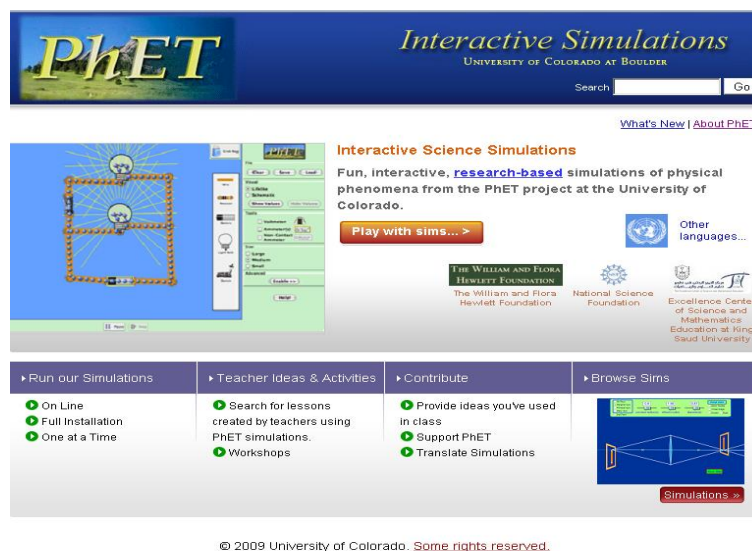 PhET
Interactive Simulations
UNIVERSITY OF COLORADO AT BOULDER
Search
Go
What's New | About PhET
Interactive Science Simulations
Fun, interactive, research-based simulations of physical
phenomena from the PhET project at the University of
Colorado.
Play with sims... >
Other
languages...
THE WILLIAM AND FLORA
HEWLETT FOUNDATION
The William and Flora
Hewlett Foundation
National Science
Foundation
Excellence Center
of Science and
Mathematics
Education at King
Saud University
Run our Simulations
On Line
Full Installation
One at a Time
Teacher Ideas & Activities
Search for lessons
created by teachers using
PhET simulations.
Workshops
Contribute
Provide ideas you've used
in class
Support PhET
Translate Simulations
Browse Sims
Simulations »
© 2009 University of Colorado. Some rights reserved.